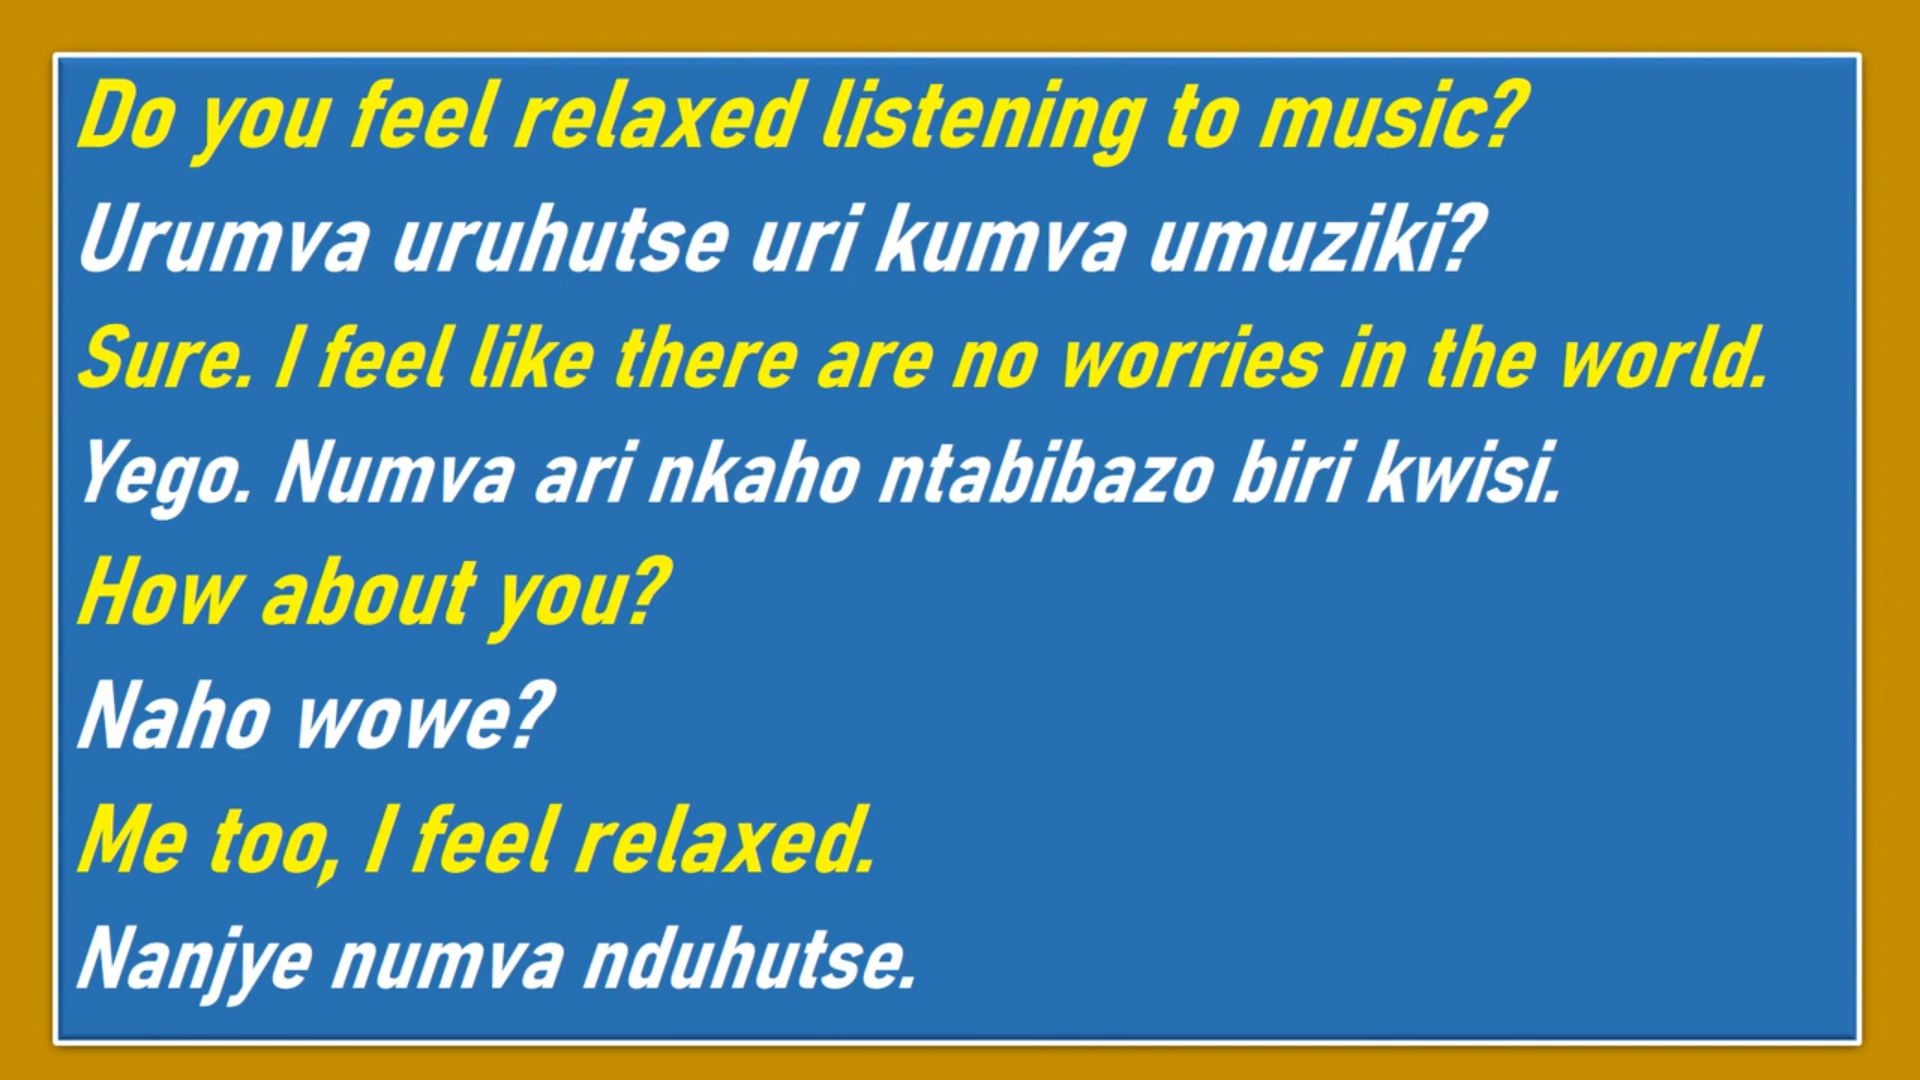 Do you feel relaxed listening to music?
Urumva uruhutse uri kumva umuziki?
Sure. I feel like there are no worries in the world.
Yego. Numva ari nkaho ntabibazo biri kwisi.
How about you?
Naho wowe?
Me too, I feel relaxed.
Nanjye numva nduhutse.